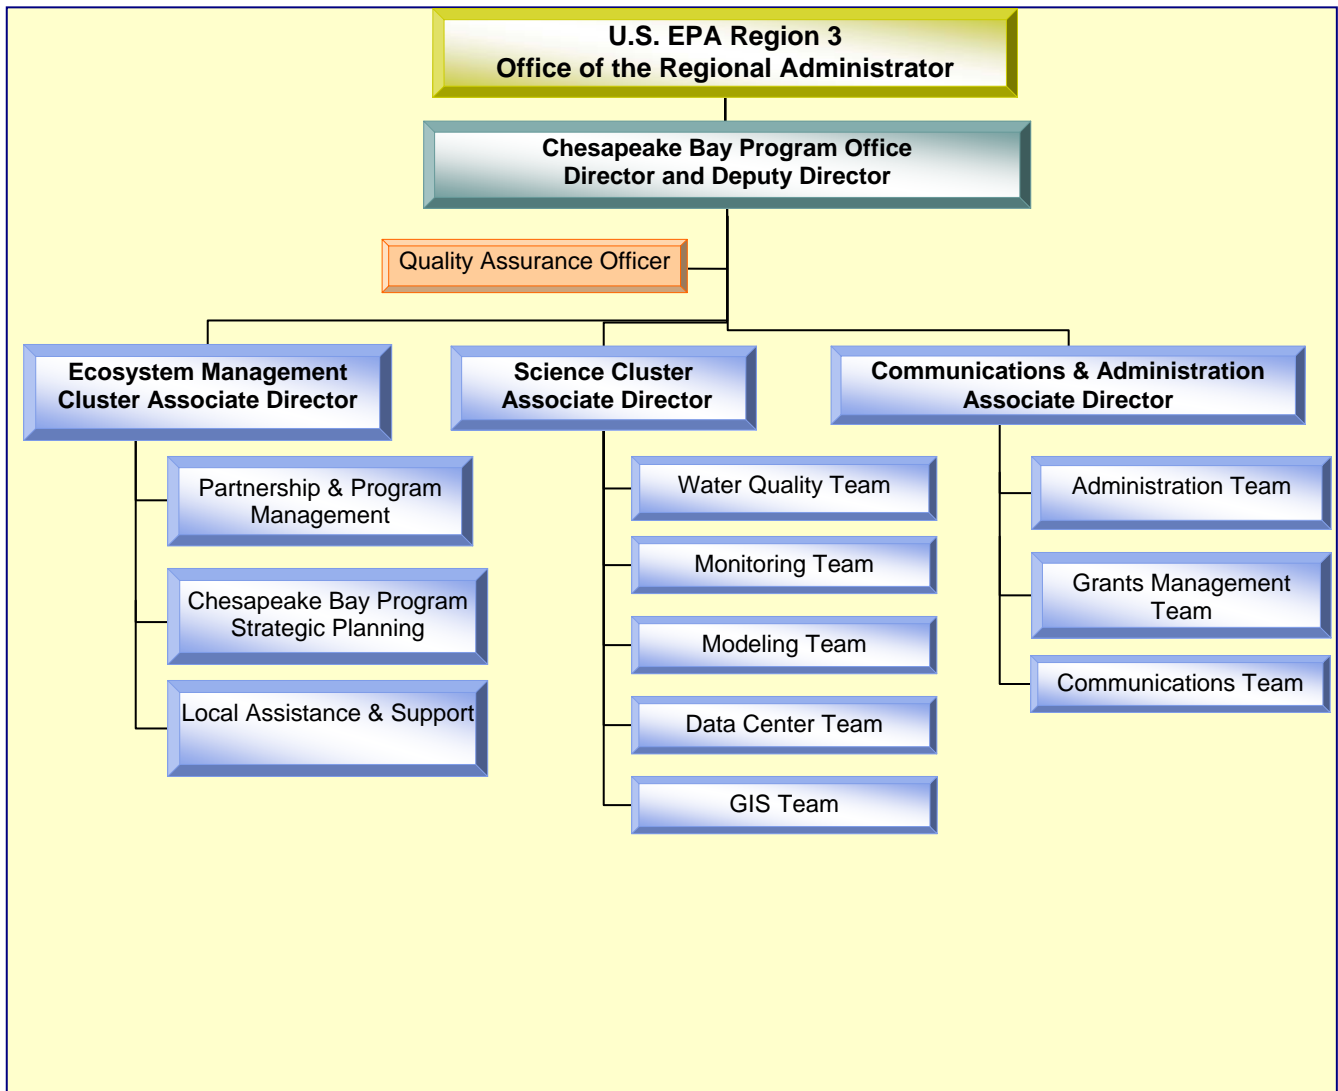 U.S. EPA Region 3
Office of the Regional Administrator
Chesapeake Bay Program Office
Director and Deputy Director
Quality Assurance Officer
Ecosystem Management
Cluster Associate Director
Partnership & Program
Management
Chesapeake Bay Program
Strategic Planning
Local Assistance & Support
Science Cluster
Associate Director
Water Quality Team
Monitoring Team
Modeling Team
Data Center Team
GIS Team
Communications & Administration
Associate Director
Administration Team
Grants Management
Team
Communications Team